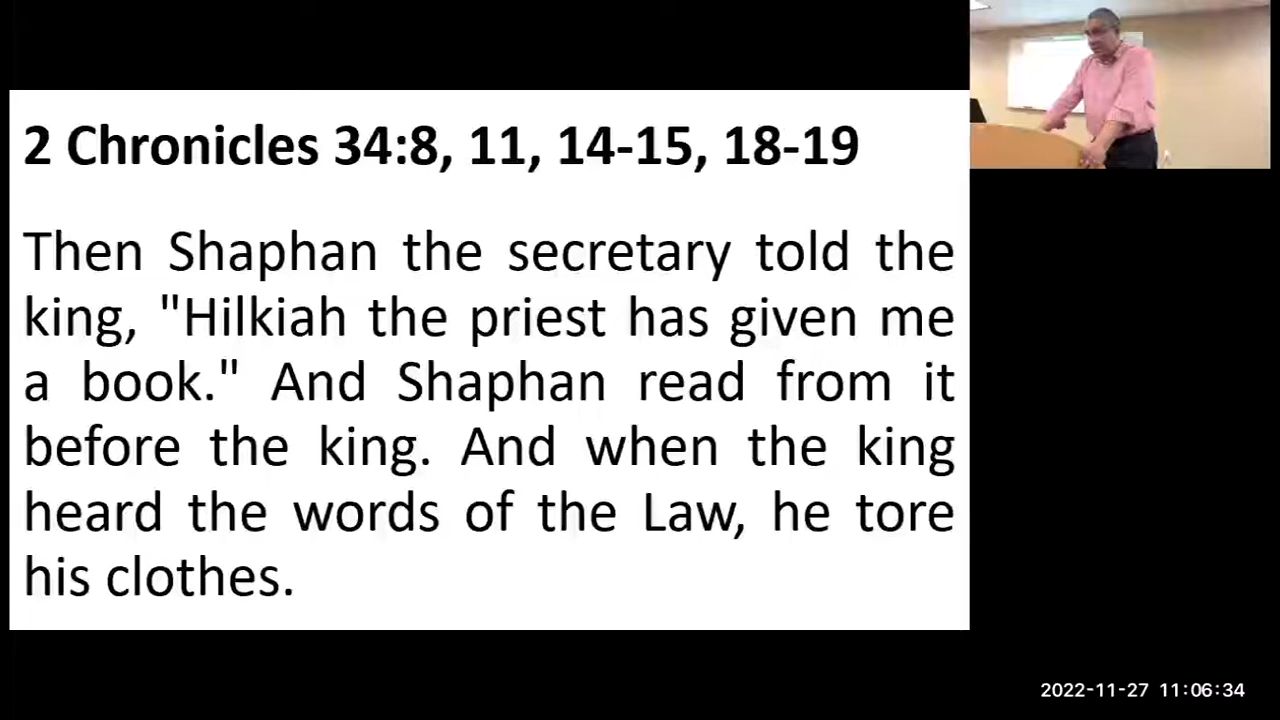 2 Chronicles 34:8, 11, 14-15, 18-19
Then Shaphan the secretary told the
king, "Hilkiah the priest has given me
a book." And Shaphan read from it
before the king. And when the king
heard the words of the Law, he tore
his clothes.
2022-11-27 11:06:34